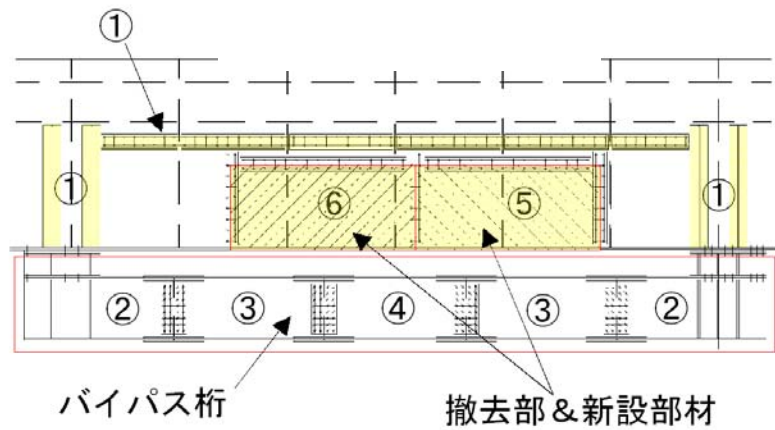 ①
① ⑥ ⑤ ①
② ③ ④ ③ ②
バイパス桁
撤去部＆新設部材